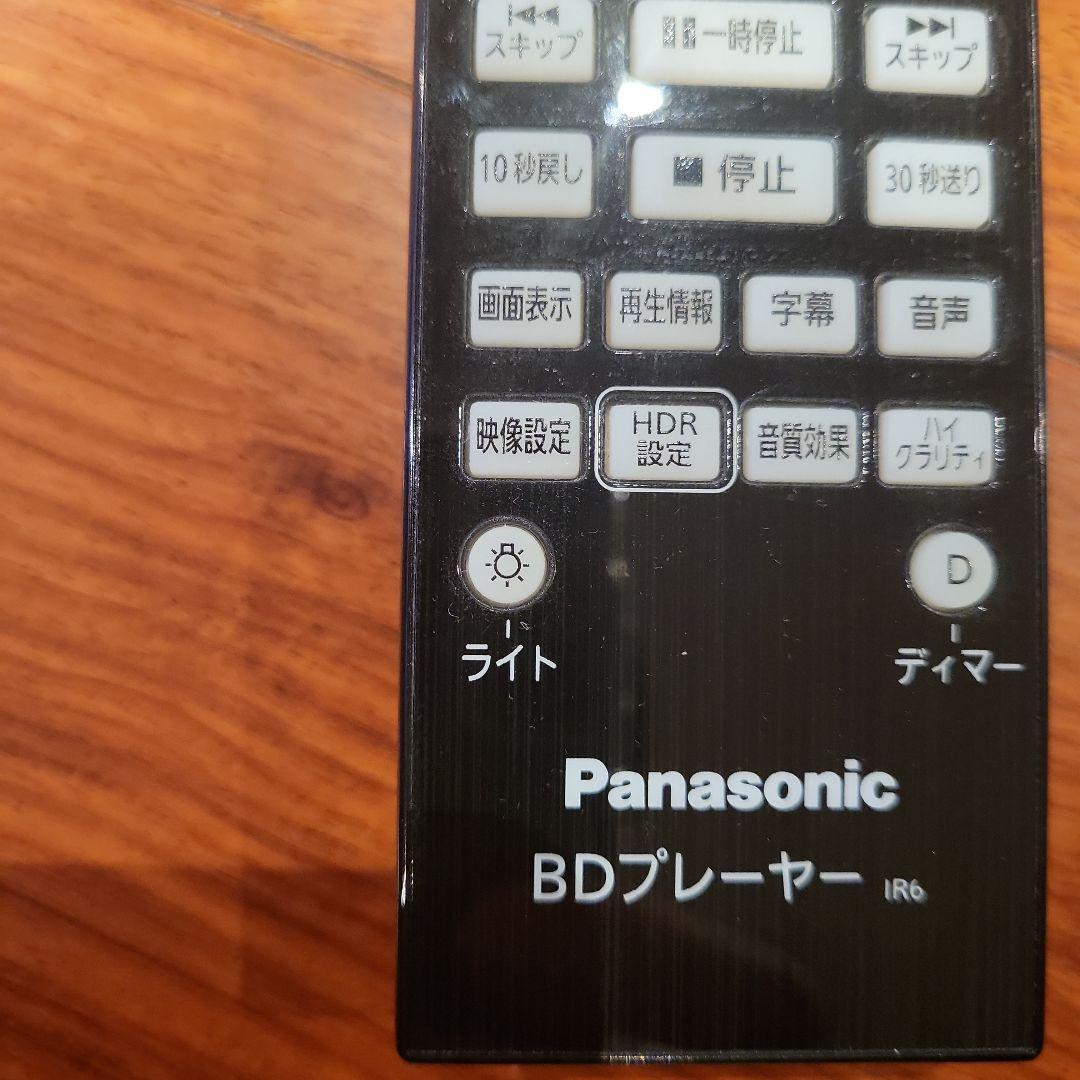 スキップ
一時停止
スキップ
10秒戻し
停止
30秒送り
画面表示
再生情報
字幕
音声
映像設定
HDR
設定
音質効果
ハイ
クラリティ
D
ライト
ディマー
Panasonic
BDプレーヤー IR6